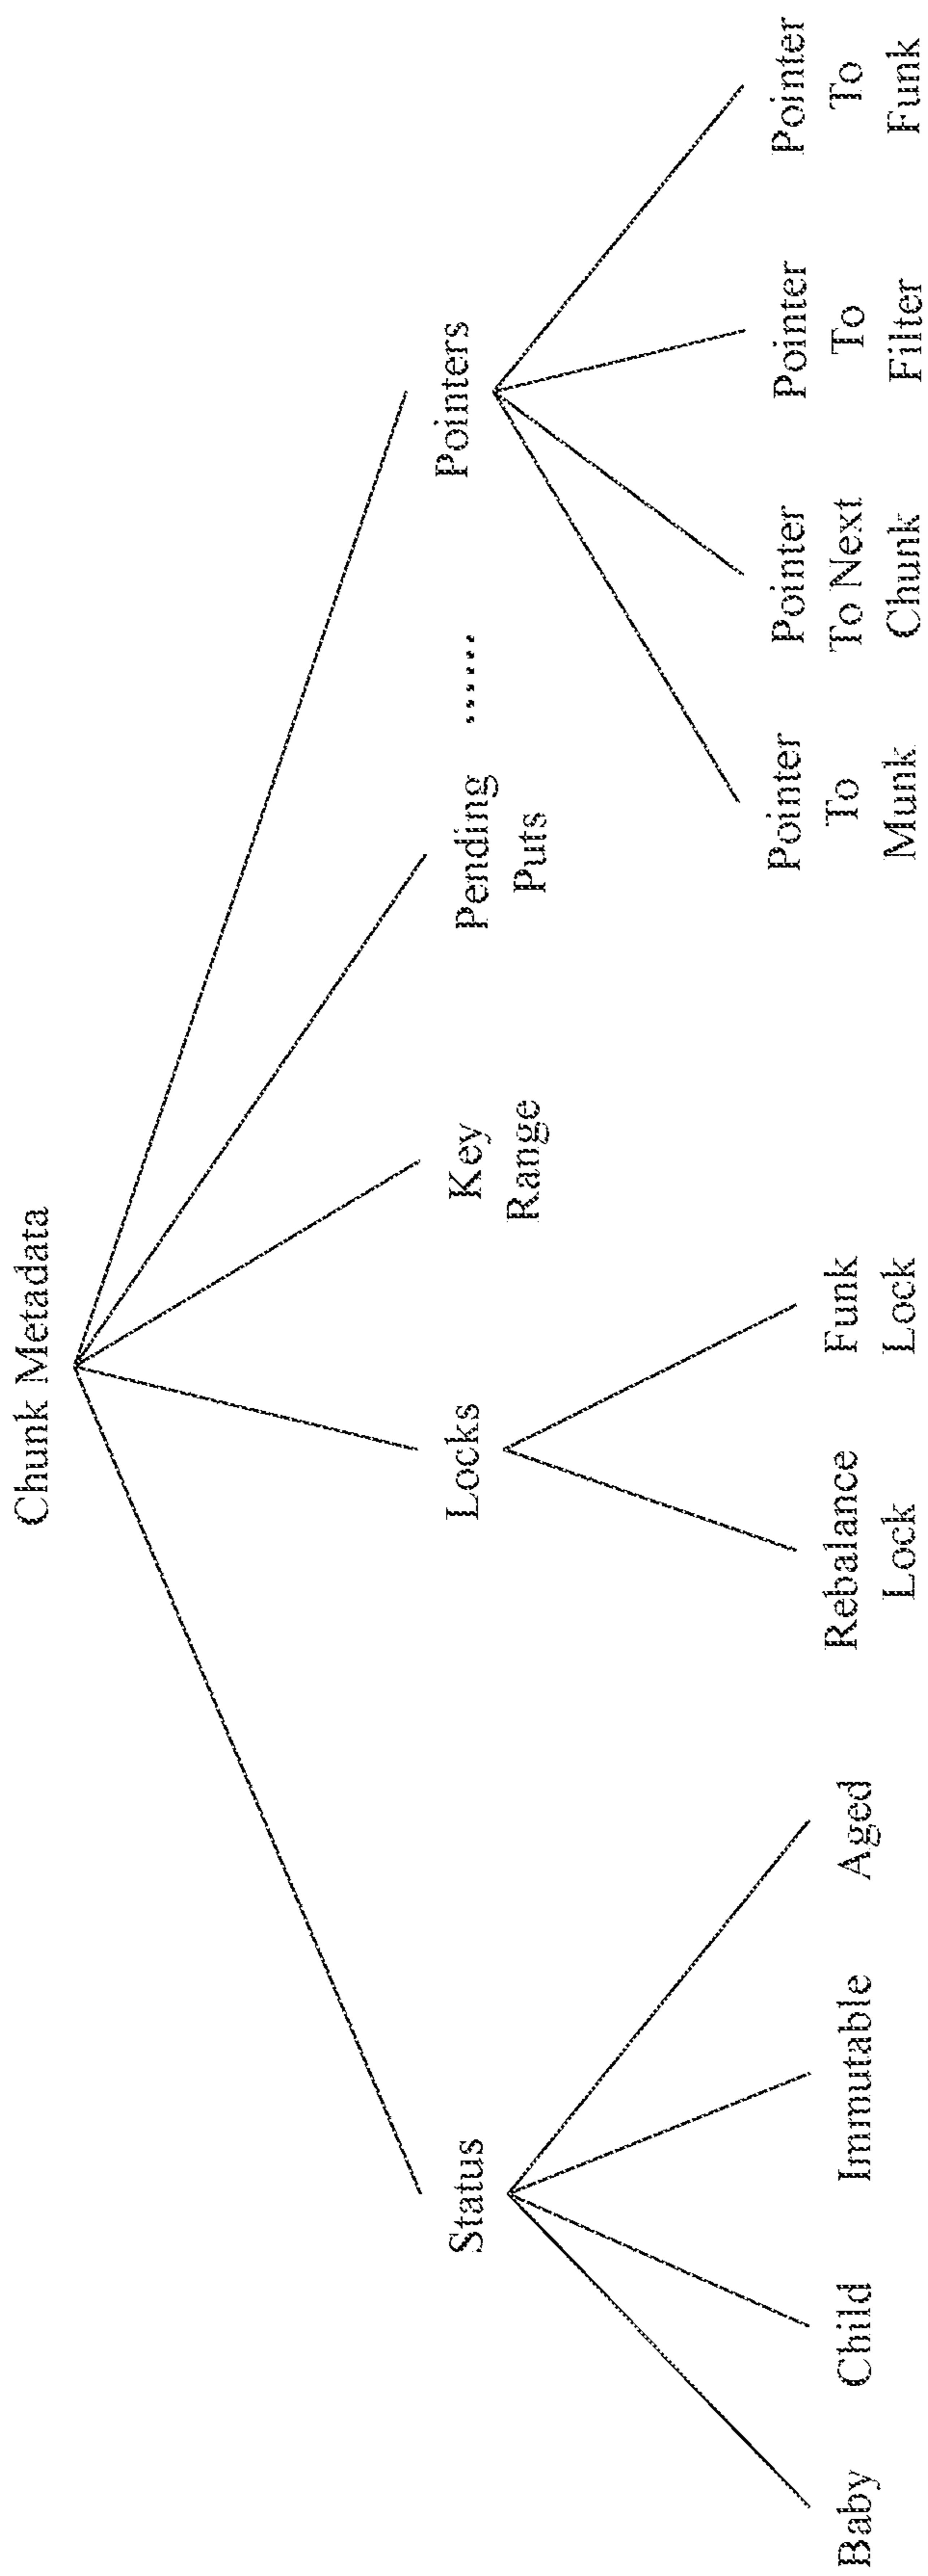 Chunk Metadata
Status
Locks
Key
Range
Pending
Puts
......
Pointers
Baby
Child
Immutable
Aged
Rebalance
Lock
Funk
Lock
Pointer
To
Munk
Pointer
To Next
Chunk
Pointer
To
Filter
Pointer
To
Funk